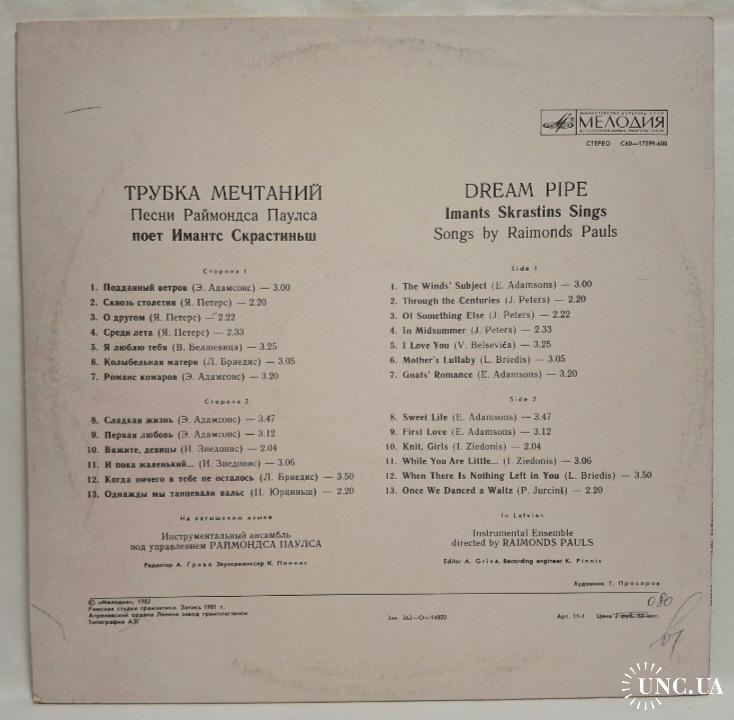 МИНИСТЕРСТВО КУЛЬТУРЫ СССР
МЕЛОДИЯ
СТЕРЕО С60—17599-600
ТРУБКА МЕЧТАНИЙ
Песни Раймондса Паулса
поет Имантс Скрастиньш
Сторона 1
1. Подданный ветров (Э. Адамсонс) — 3.00
2. Сквозь столетия (Я. Петерс) — 2.20
3. О другом (Я. Петерс) — 2.22
4. Среди лета (Я. Петерс) — 2.33
5. Я люблю тебя (В. Белшевица) — 3.25
6. Колыбельная матери (Л. Бриедис) — 3.05
7. Романс комаров (Э. Адамсонс) — 3.20
Сторона 2
8. Сладкая жизнь (Э. Адамсонс) — 3.47
9. Первая любовь (Э. Адамсонс) — 3.12
10. Вяжите, девицы (И. Зиедонис) — 2.04
11. И пока маленький... (И. Зиедонис) — 3.06
12. Когда ничего в тебе не осталось (Л. Бриедис) — 3.50
13. Однажды мы танцевали вальс (П. Юрциньш) — 2.20
На латышском языке
Инструментальный ансамбль
под управлением РАЙМОНДСА ПАУЛСА
Редактор А. Грива. Звукорежиссер К. Пиннис
DREAM PIPE
Imants Skrastins Sings
Songs by Raimonds Pauls
Side 1
1. The Winds' Subject (E. Adamsons) — 3.00
2. Through the Centuries (J. Peters) — 2.20
3. Of Something Else (J. Peters) — 2.22
4. In Midsummer (J. Peters) — 2.33
5. I Love You (V. Belseviča) — 3.25
6. Mother's Lullaby (L. Briedis) — 3.05
7. Gnats' Romance (E. Adamsons) — 3.20
Side 2
8. Sweet Life (E. Adamsons) — 3.47
9. First Love (E. Adamsons) — 3.12
10. Knit, Girls (I. Ziedonis) — 2.04
11. While You Are Little... (I. Ziedonis) — 3.06
12. When There Is Nothing Left in You (L. Briedis) — 3.50
13. Once We Danced a Waltz (P. Jurcinš) — 2.20
In Latvian
Instrumental Ensemble
directed by RAIMONDS PAULS
Editor A. Griva. Recording engineer K. Pinnis
Художник Г. Прохоров
© «Мелодия», 1982
Рижская студия грамзаписи. Запись 1981 г.
Апрелевский ордена Ленина завод грампластинок
Типография АЗГ
Зак. 362—О—14800
Арт. 11-1. Цена 2 руб. 50 коп.
080
UNC.UA